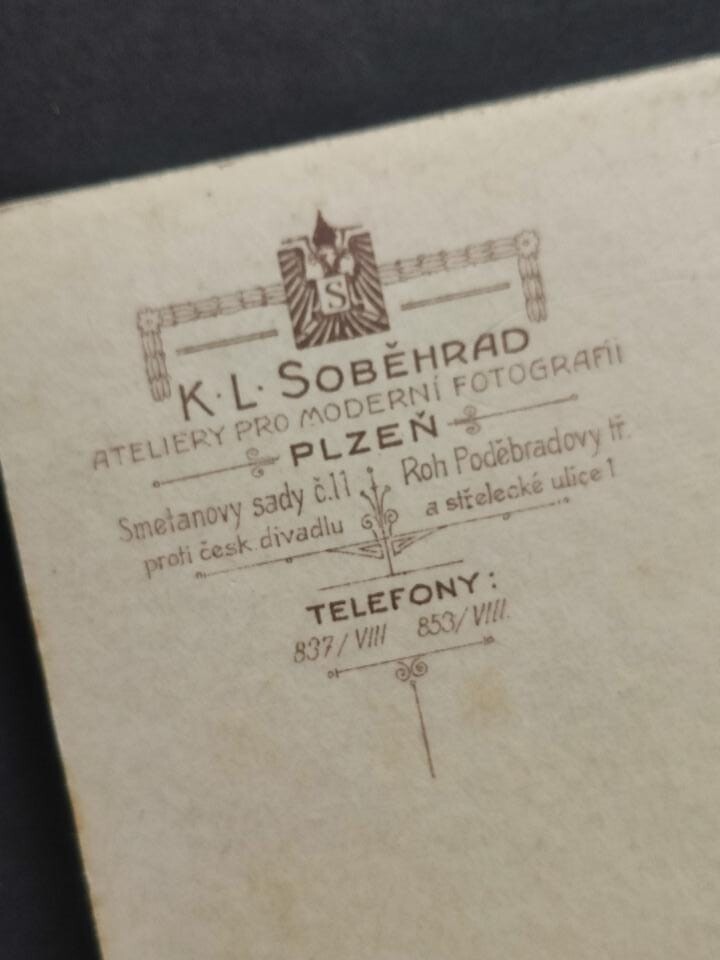 S
K. L. SOBĚHRAD
ATELIERY PRO MODERNÍ FOTOGRAFII
PLZEŇ
Smetanovy sady č.11
proti česk. divadlu
Roh Poděbradovy tř.
a střelecké ulice 1
TELEFONY:
837/VIII 853/VIII.